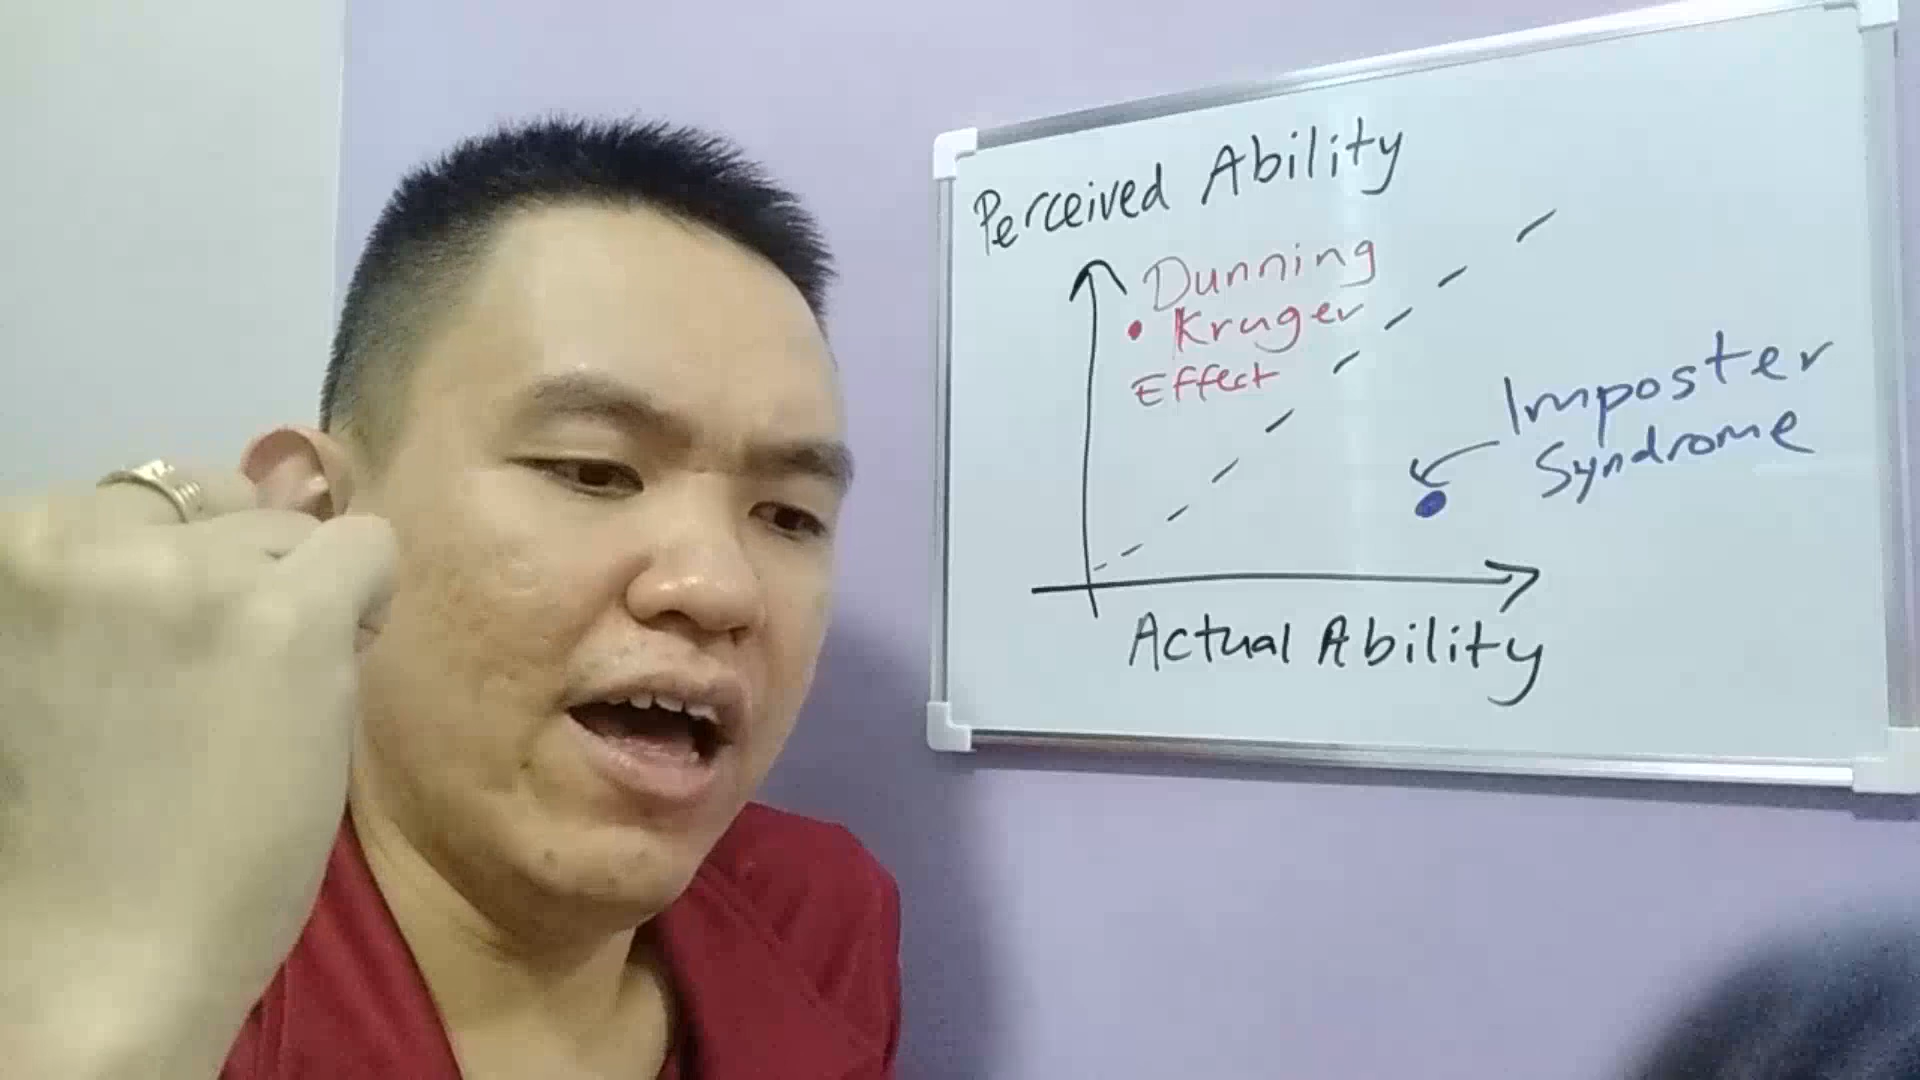 Perceived Ability
Dunning
Kruger
Effect
Imposter
Syndrome
Actual Ability